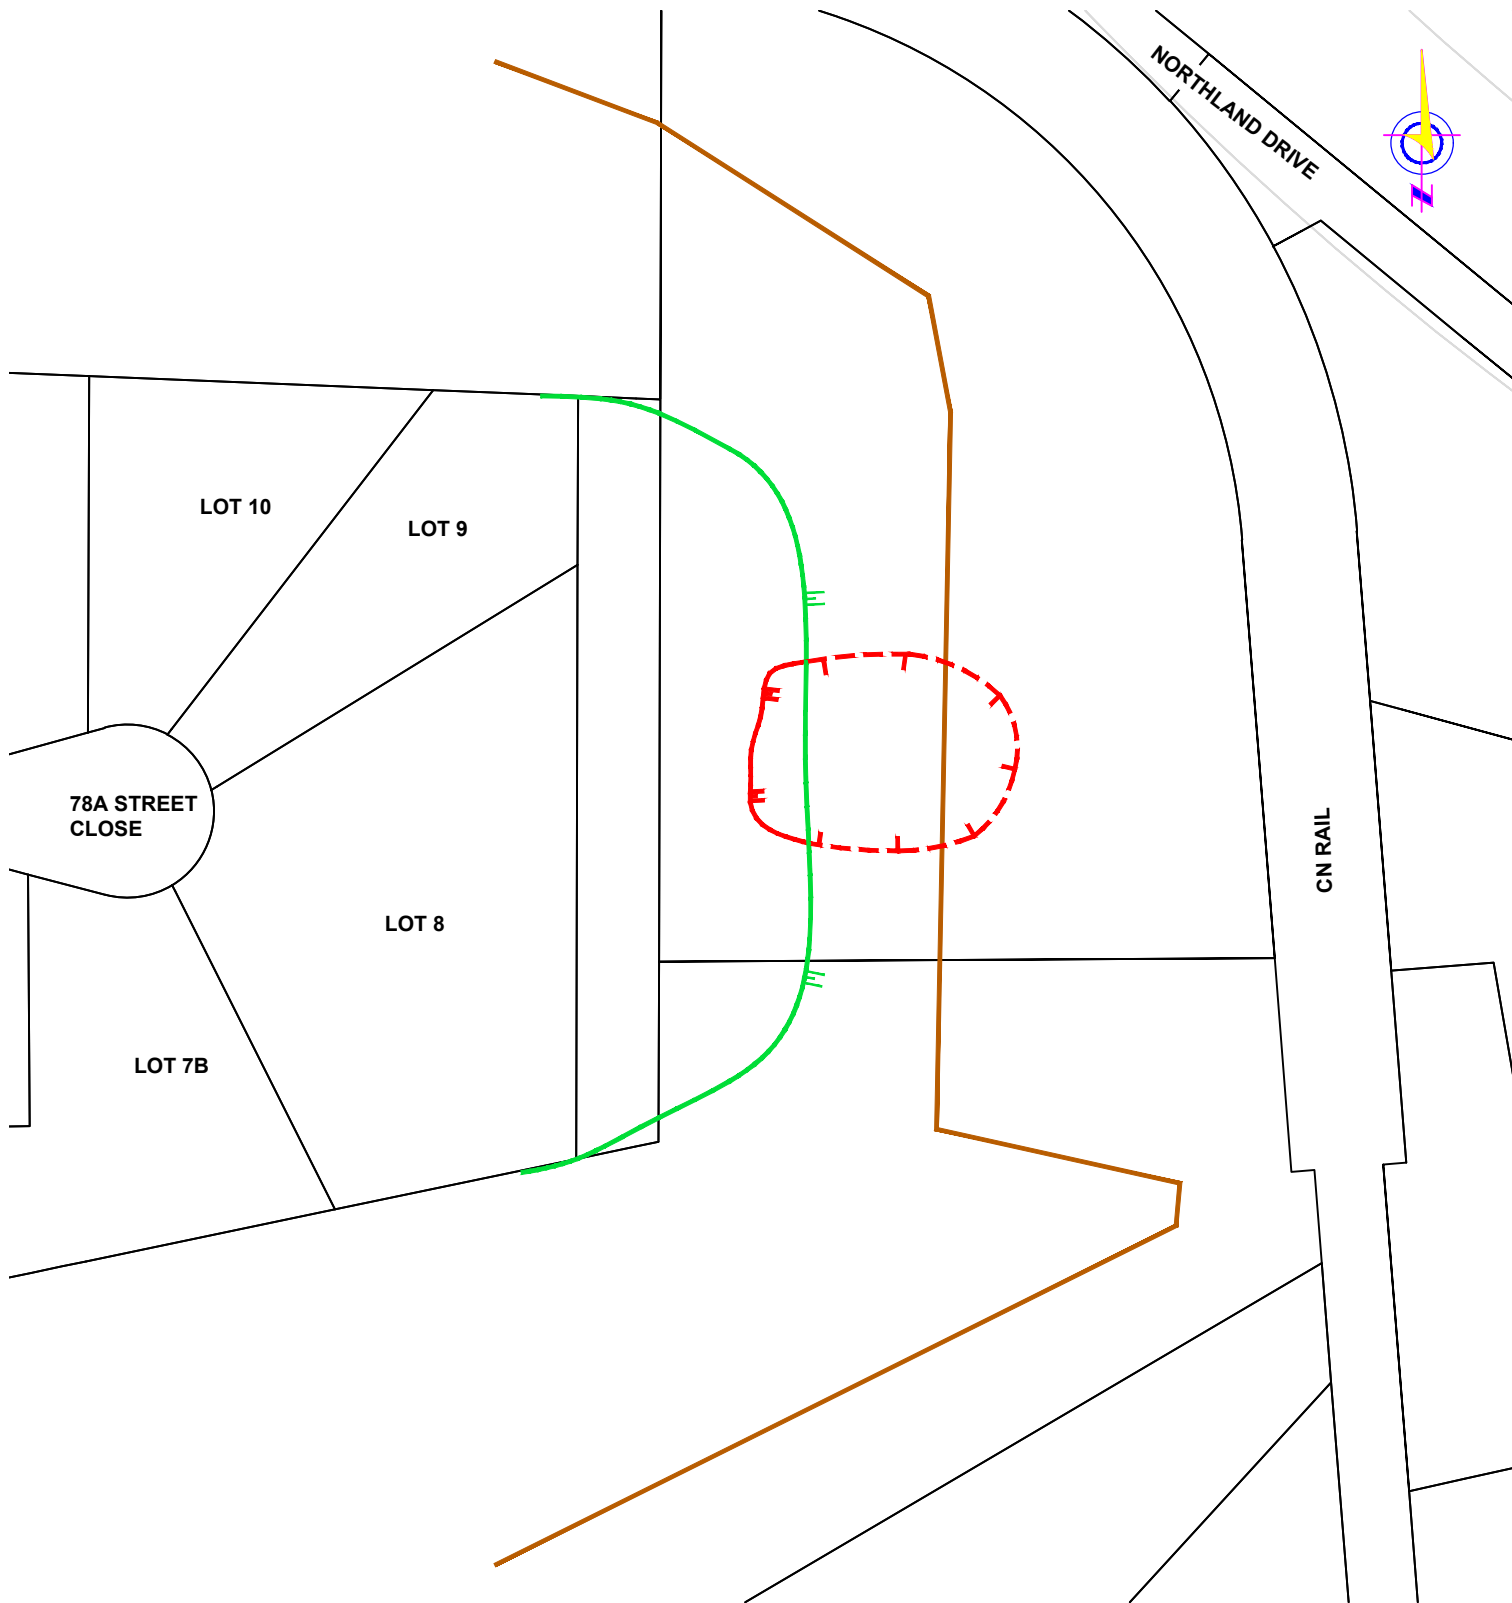 NORTHLAND DRIVE
N
LOT 10
LOT 9
78A STREET
CLOSE
LOT 8
CN RAIL
LOT 7B